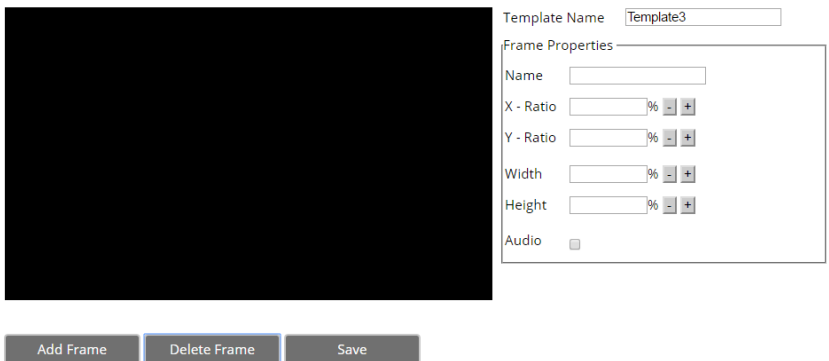 Template Name Template3
Frame Properties
Name
X - Ratio % - +
Y - Ratio % - +
Width % - +
Height % - +
Audio
Add Frame Delete Frame Save